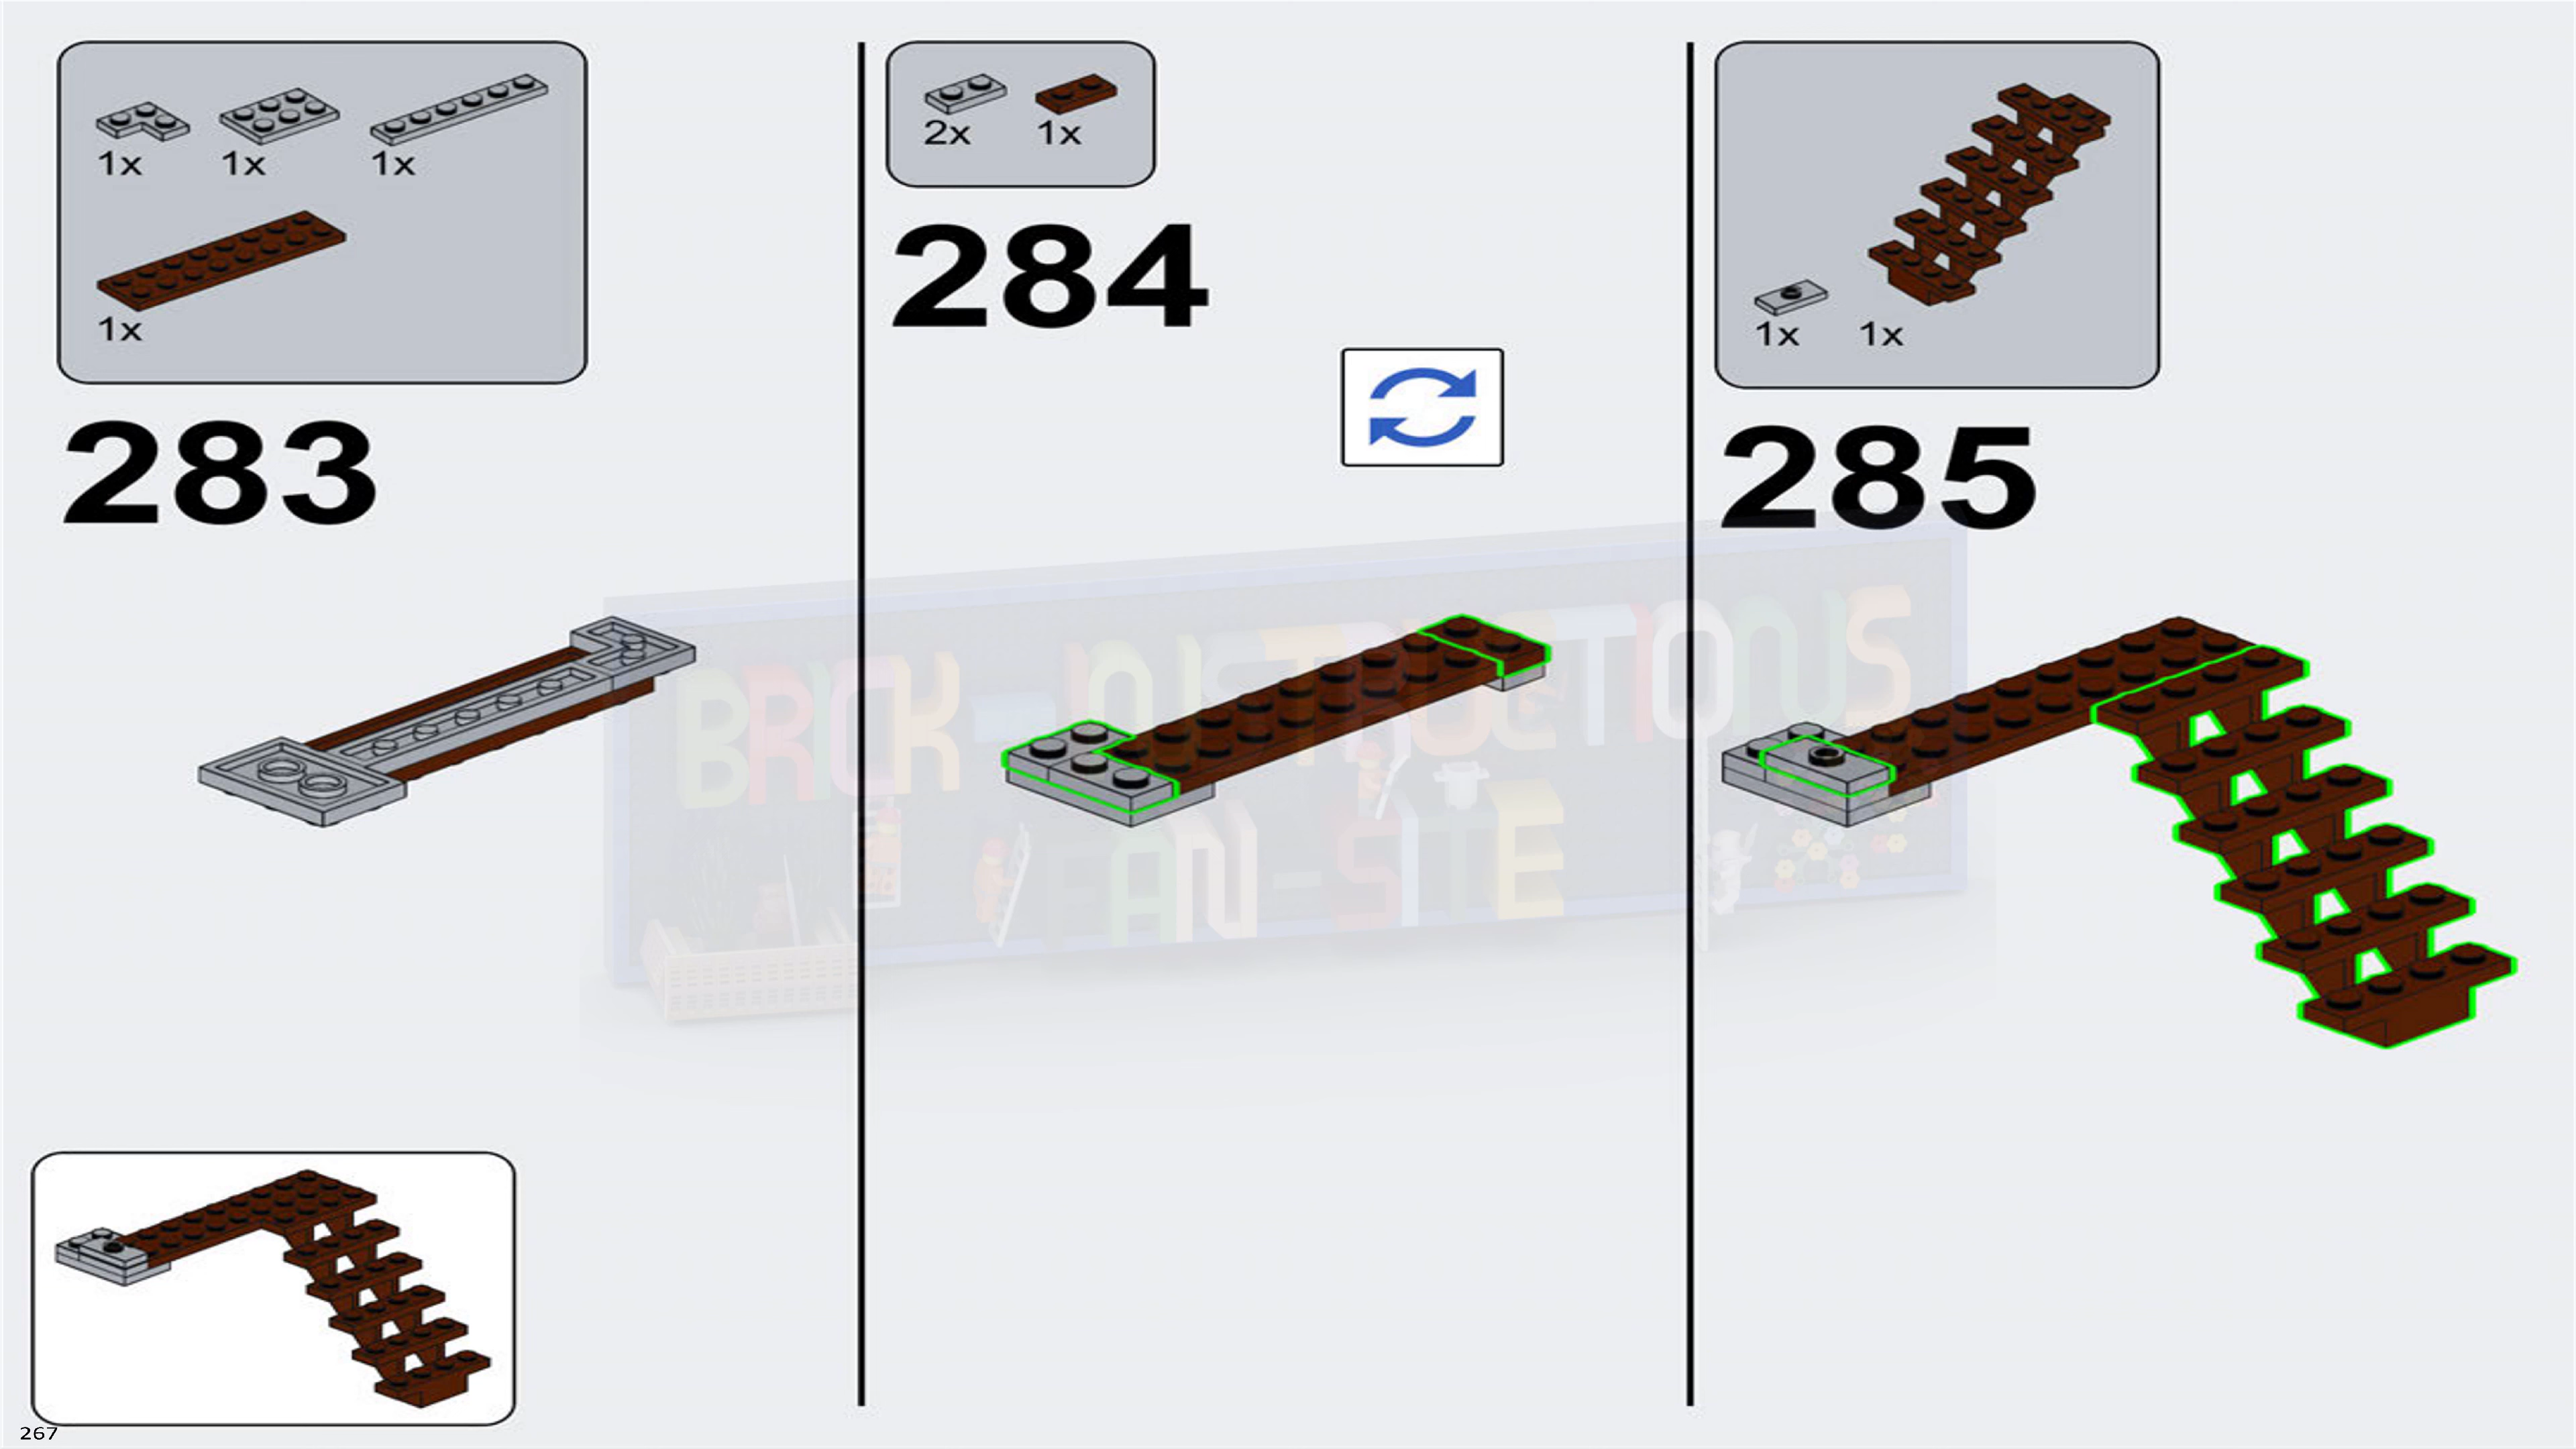 1x 1x 1x
1x
283
2x 1x
284
1x 1x
285
BRICK-INSTRUCTIONS
FAN-SITE
267